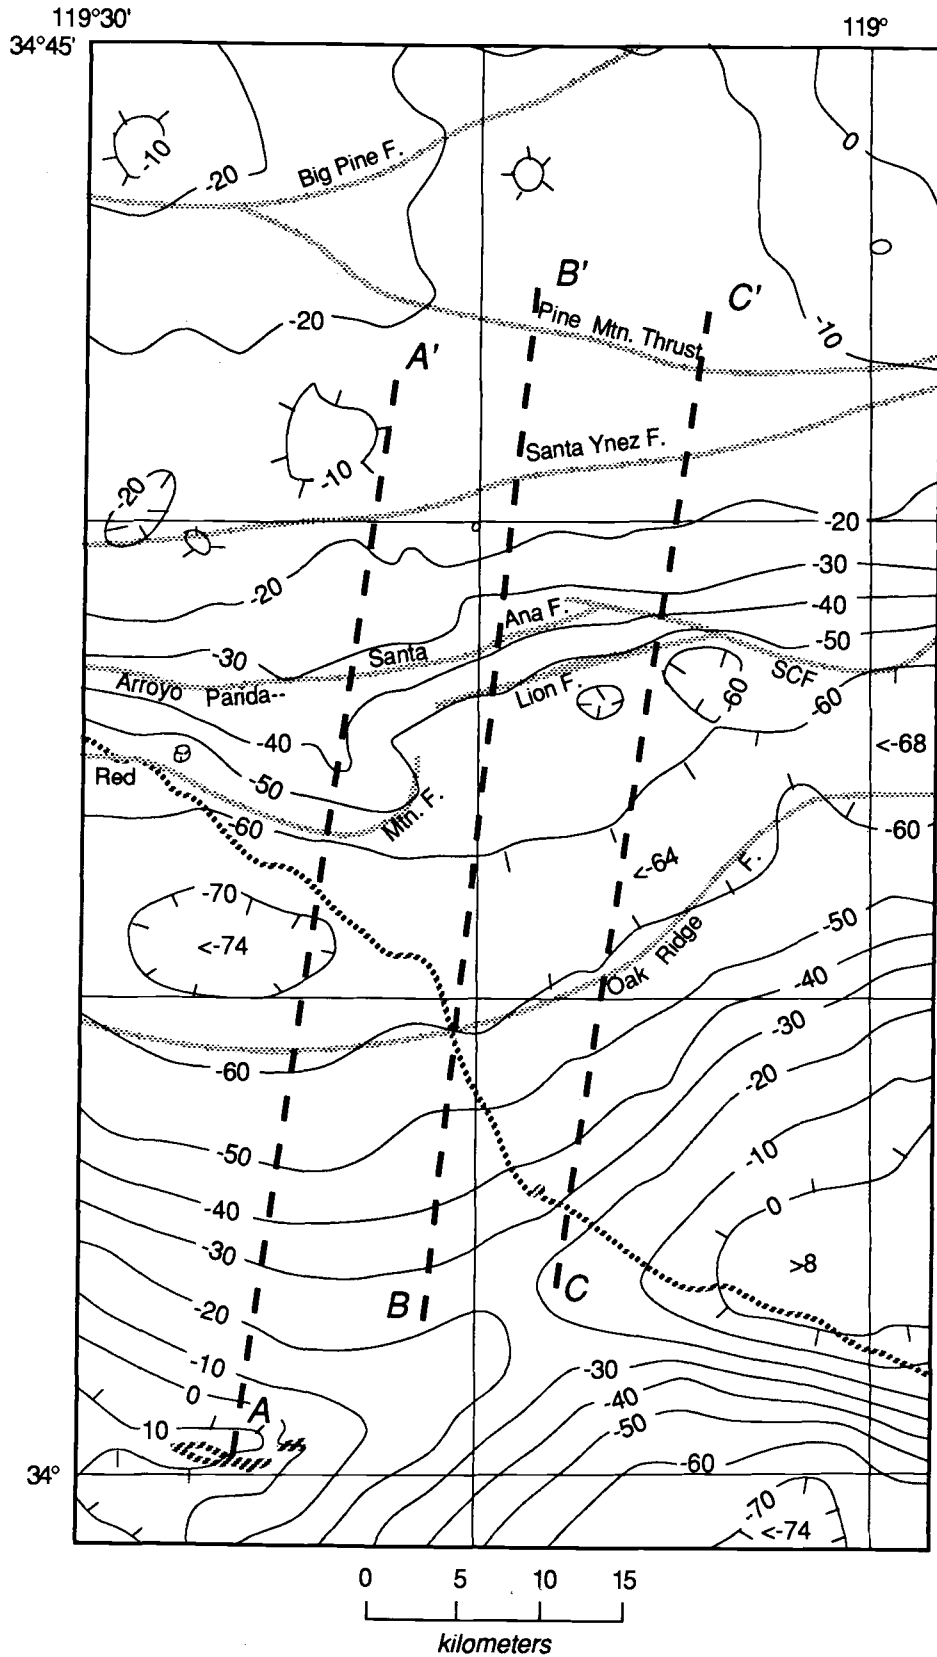 119°30'
119°
34°45'
-10
0
Big Pine F.
-20
B'
C'
Pine Mtn. Thrust
-20
-10
A'
Santa Ynez F.
-10
-20
-20
-30
-20
-40
Ana F.
-50
-30
Santa
SCF
Arroyo Parida--
Lion F.
-60
-60
-40
<-68
-50
Red
Mtn. F.
-60
-60
<-64
F.
-70
-50
<-74
Oak Ridge
-40
-30
-60
-20
-50
-10
-40
0
-30
>8
C
B
-20
-10
-30
0
-40
A
10
-50
-60
34°
-70
<-74
0 5 10 15
kilometers